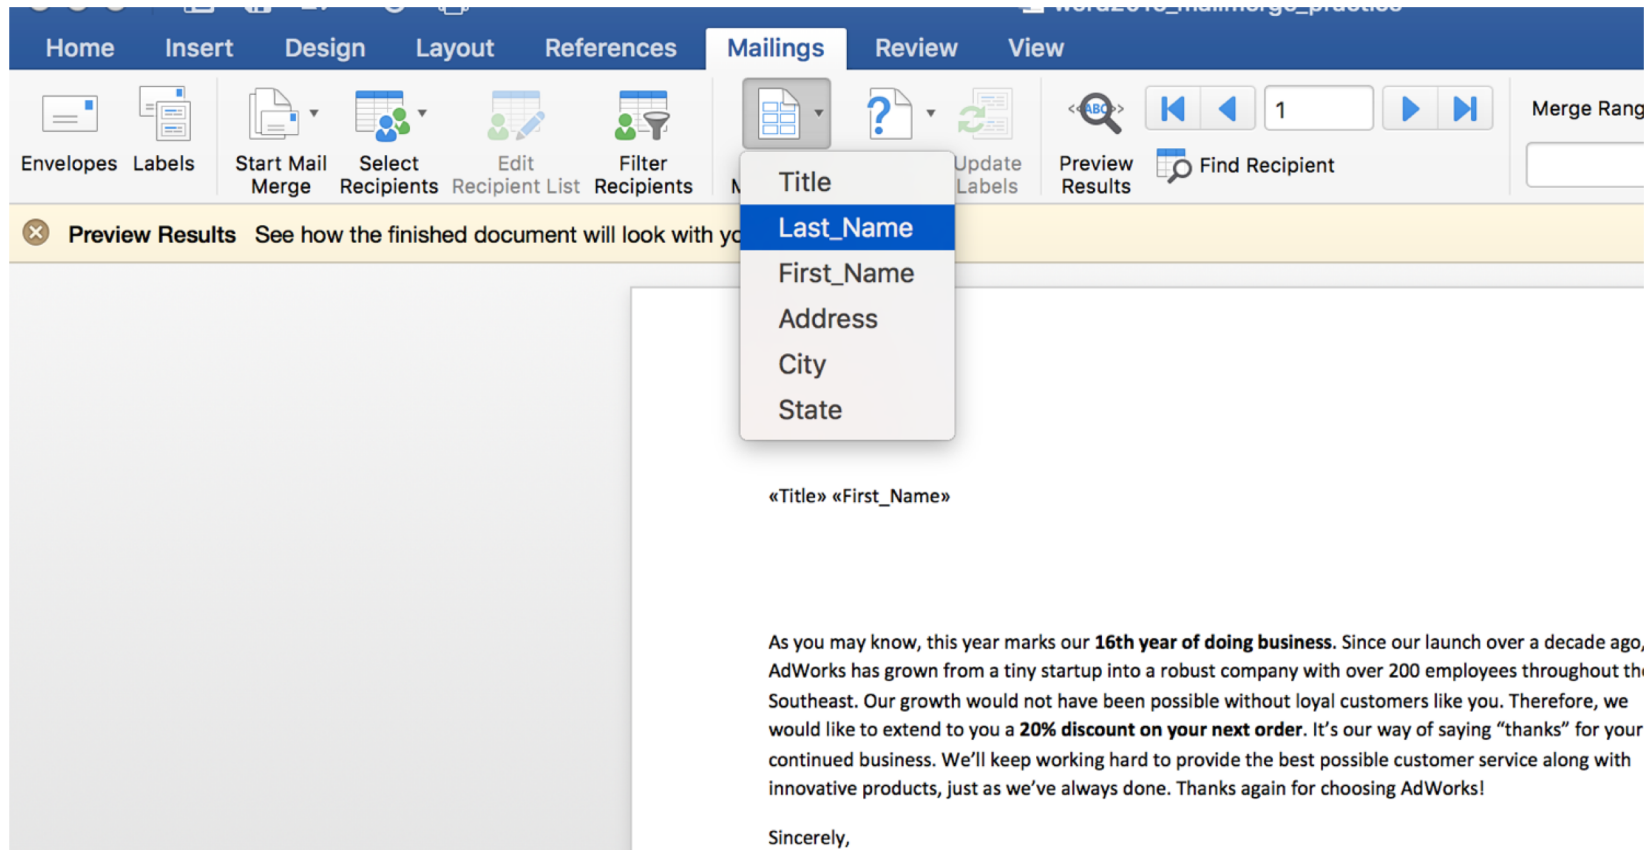 word2016_mailmerge_practice
Home Insert Design Layout References Mailings Review View
Envelopes Labels Start Mail Merge Select Recipients Edit Recipient List Filter Recipients Update Labels Preview Results Find Recipient
1
Merge Rang
Preview Results See how the finished document will look with yo
Title
Last_Name
First_Name
Address
City
State
«Title» «First_Name»
As you may know, this year marks our 16th year of doing business. Since our launch over a decade ago,
AdWorks has grown from a tiny startup into a robust company with over 200 employees throughout the
Southeast. Our growth would not have been possible without loyal customers like you. Therefore, we
would like to extend to you a 20% discount on your next order. It’s our way of saying “thanks” for your
continued business. We’ll keep working hard to provide the best possible customer service along with
innovative products, just as we’ve always done. Thanks again for choosing AdWorks!
Sincerely,